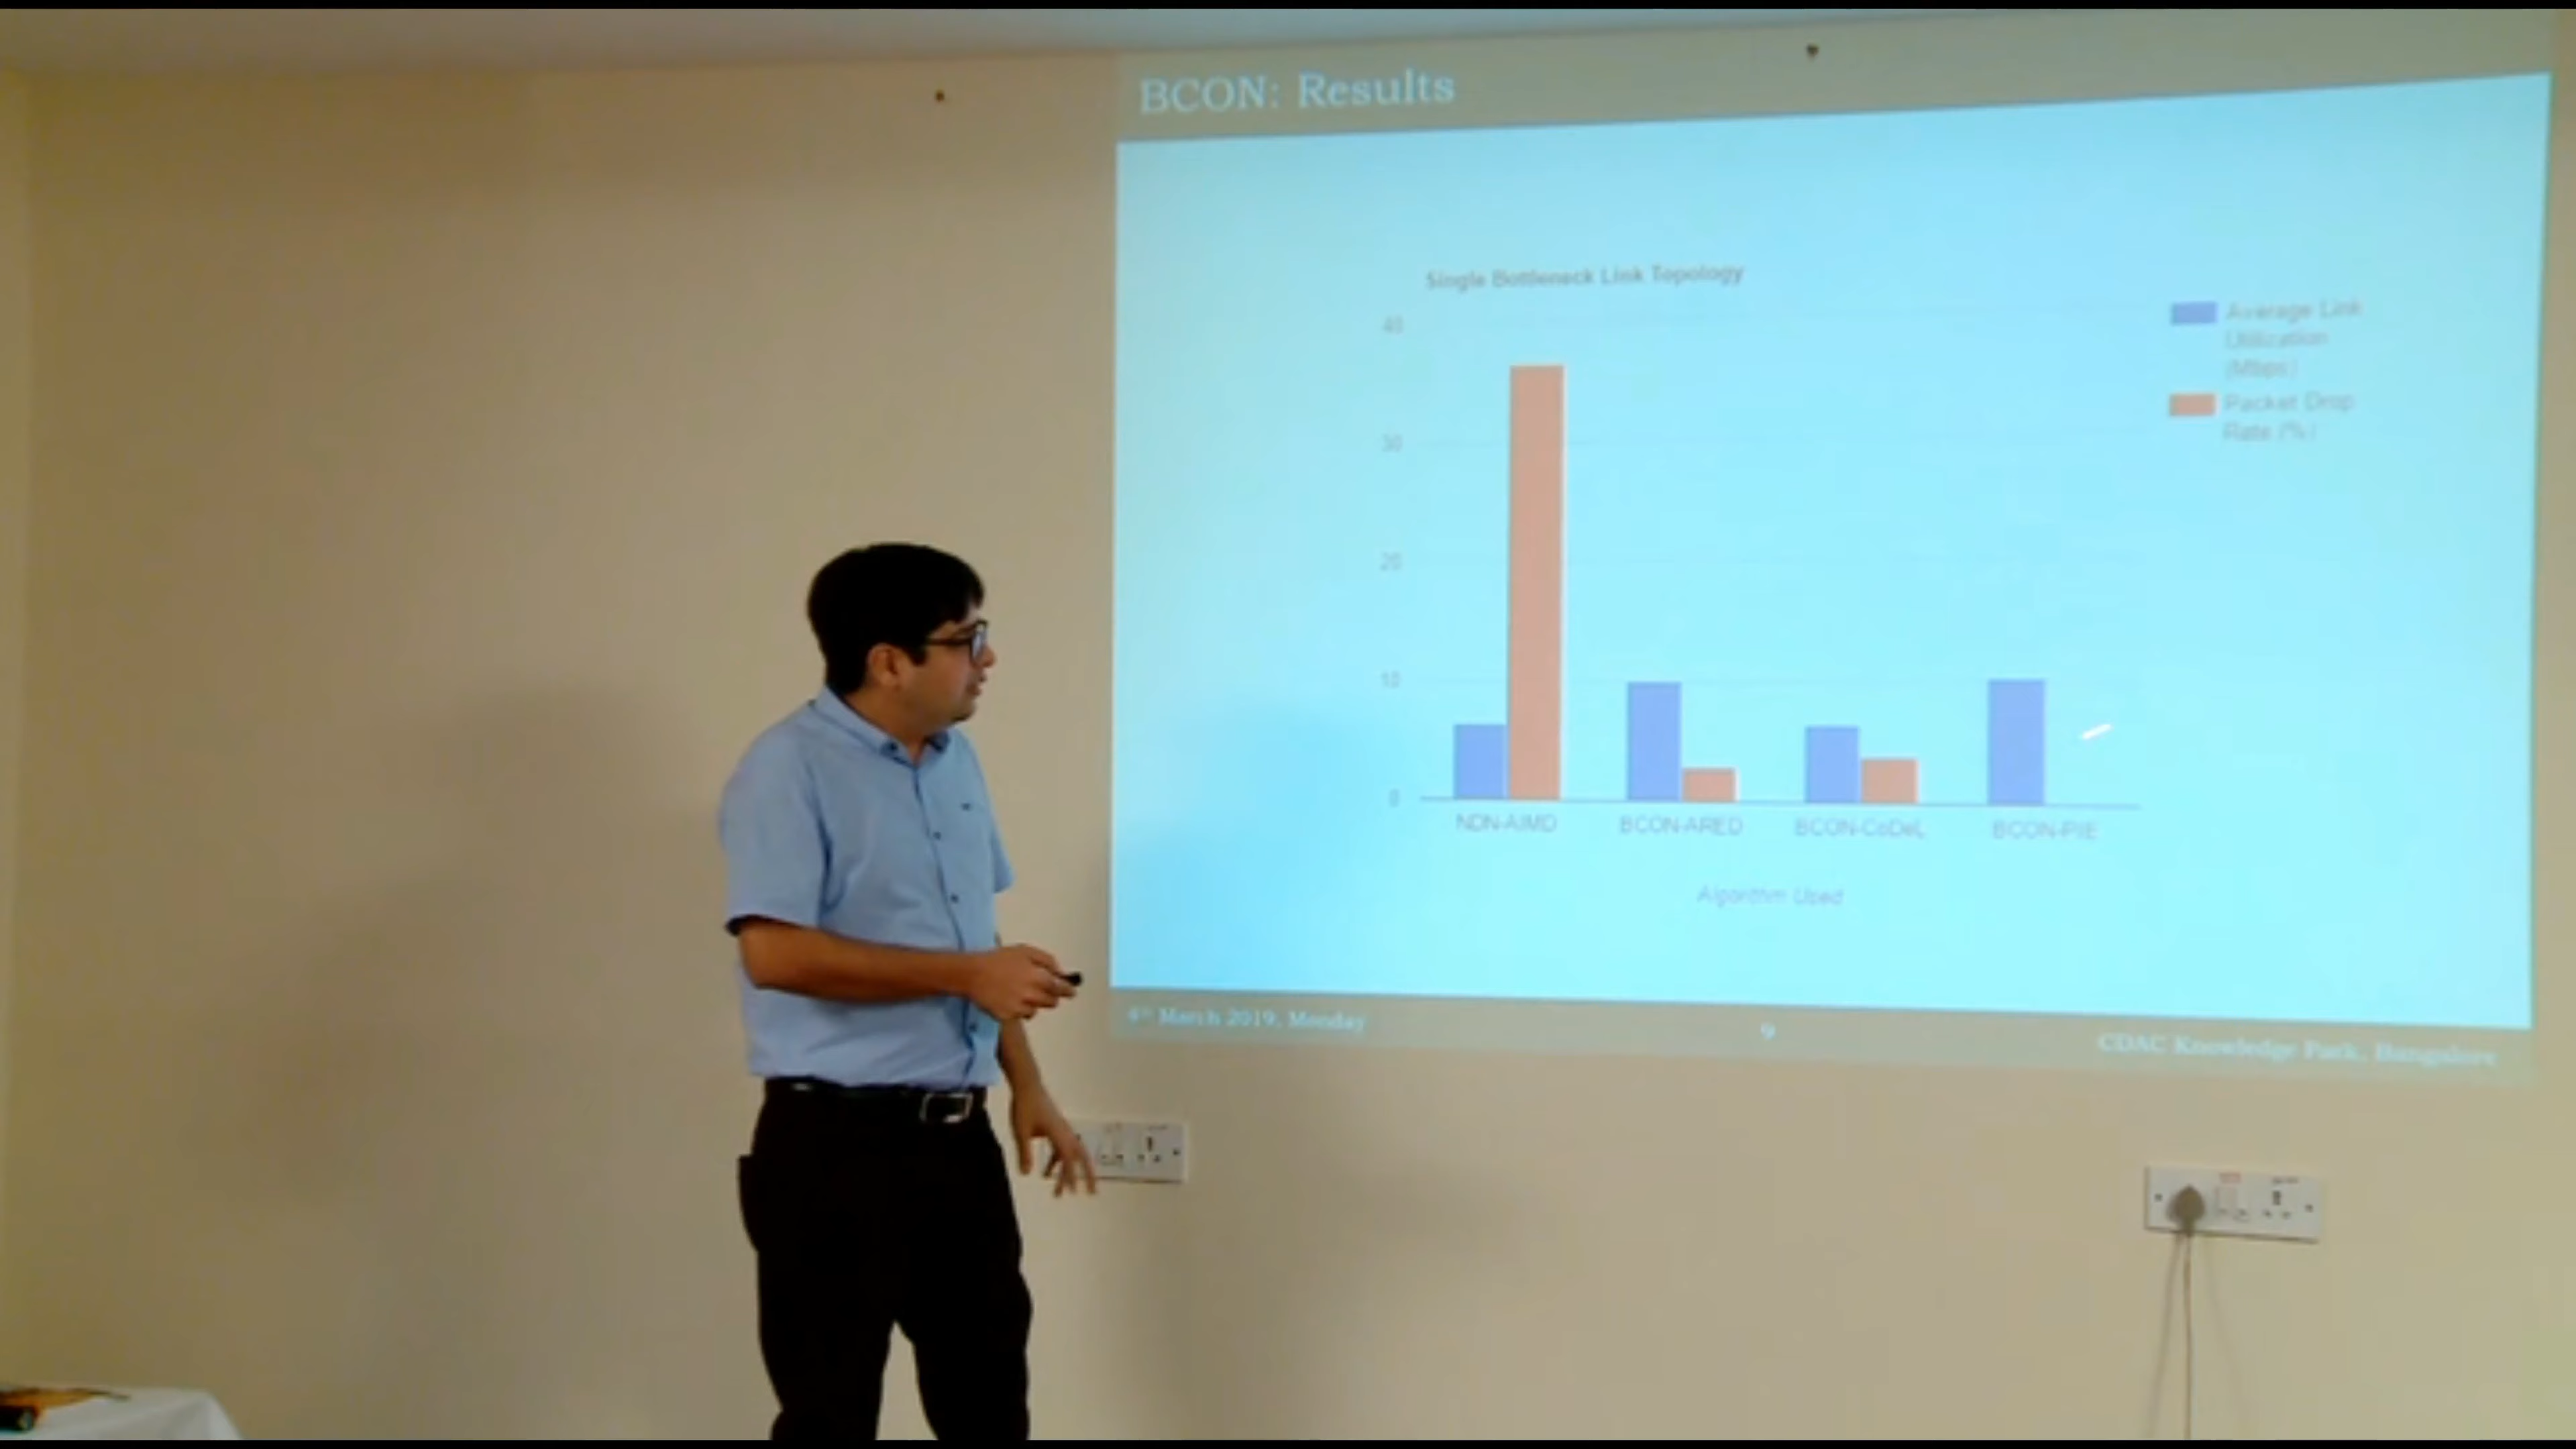 BCON: Results
Single Bottleneck Link Topology
40
30
20
10
0
Average Link
Utilization
(Mbps)
Packet Drop
Rate (%)
NDN-AIMD
BCON-ARED
BCON-CoDeL
BCON-PIE
Algorithm Used
4th March 2019, Monday
9
CDAC Knowledge Park, Bangalore